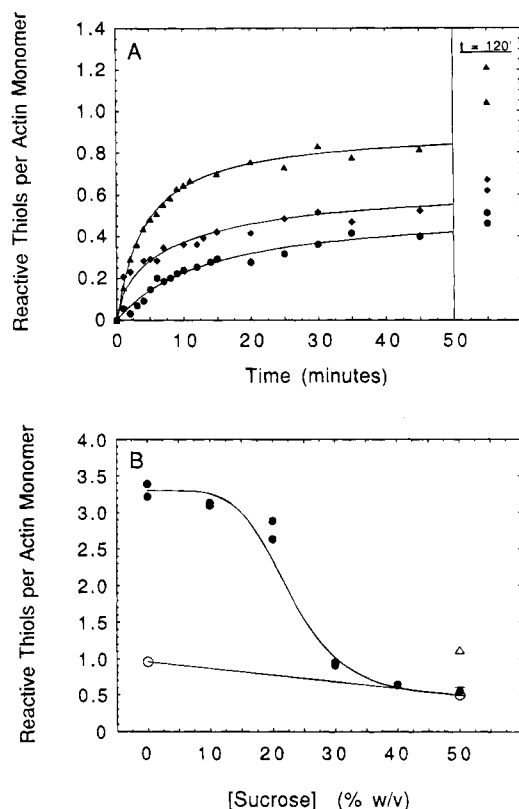 A
t = 120'
1.4
1.2
1.0
0.8
0.6
0.4
0.2
0
Reactive Thiols per Actin Monomer
0 10 20 30 40 50
Time (minutes)
B
4.0
3.5
3.0
2.5
2.0
1.5
1.0
0.5
0
Reactive Thiols per Actin Monomer
0 10 20 30 40 50
[Sucrose] (% w/v)